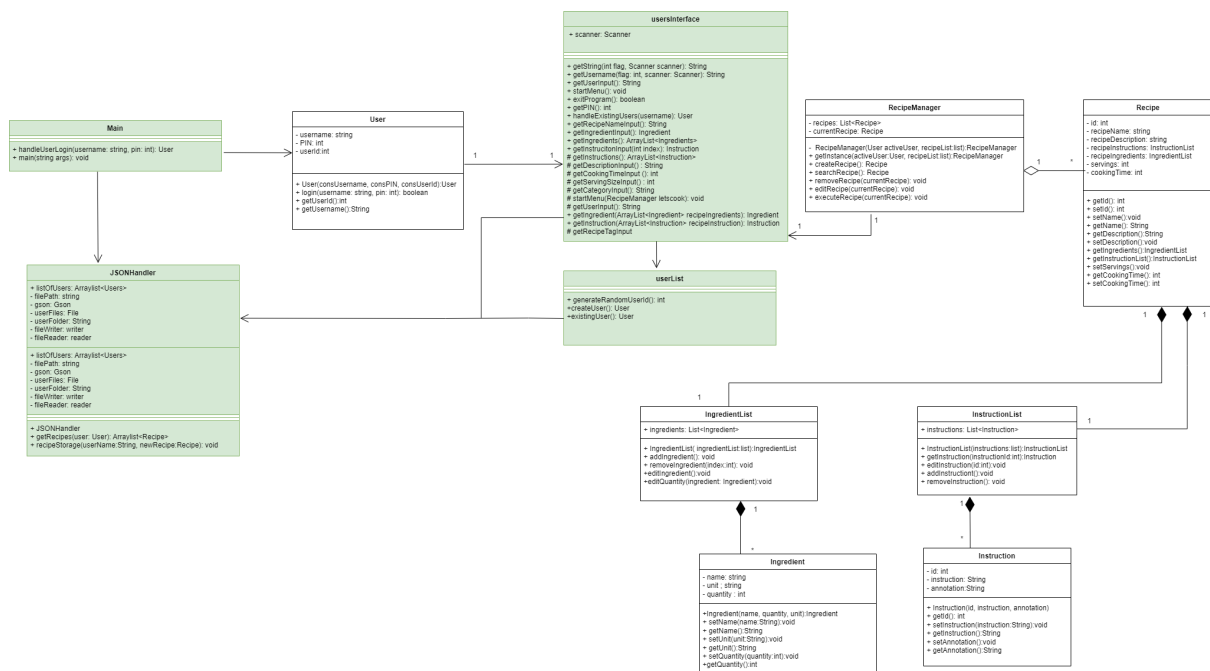 usersInterface
+ scanner: Scanner
+ getString(int flag, Scanner scanner): String
+ getUsername(flag: int, scanner: Scanner): String
+ getUserInput(): String
+ startMenu(): void
+ exitProgram(): boolean
+ getPIN(): int
+ handleExistingUsers(username): User
+ getRecipeNameInput(): String
+ getIngredientInput(): Ingredient
+ getIngredients(): ArrayList<Ingredients>
+ getInstrucitonInput(int index): Instruction
# getInstructions(): ArrayList<Instruction>
# getDescriptionInput() : String
# getCookingTimeInput (): int
# getServingSizeInput() : int
# getCategoryInput(): String
# startMenu(RecipeManager letscook): void
# getUserInput(): String
+ getIngredient(ArrayList<Ingredient> recipeIngredients): Ingredient
+ getInstruction(ArrayList<Instruction> recipeInstruction): Instruction
# getRecipeTagInput
Main
+ handleUserLogin(username: string, pin: int): User
+ main(string args): void
User
- username: string
- PIN: int
- userId:int
+ User(consUsername, consPIN, consUserId):User
+ login(username: string, pin: int): boolean
+ getUserId():int
+ getUsername():String
1
1
RecipeManager
- recipes: List<Recipe>
- currentRecipe: Recipe
- RecipeManager(User activeUser, recipeList:list):RecipeManager
+ getInstance(activeUser:User, recipeList:list):RecipeManager
+ createRecipe(): Recipe
+ searchRecipe(): Recipe
+ removeRecipe(currentRecipe): void
+ editRecipe(currentRecipe): void
+ executeRecipe(currentRecipe): void
1
*
1
1
Recipe
- id: int
- recipeName: string
- recipeDescription: string
- recipeInstructions: InstructionList
- recipeIngredients: IngredientList
- servings: int
- cookingTime: int
+ getId(): int
+ setId(): int
+ setName():void
+ getName(): String
+ getDescription():String
+ setDescription():void
+ getIngredients():IngredientList
+ getInstructionList():InstructionList
+ setServings():void
+ getCookingTime(): int
+ setCookingTime(): int
1
1
userList
+ generateRandomUserId(): int
+createUser(): User
+existingUser(): User
JSONHandler
+ listOfUsers: Arraylist<Users>
- filePath: string
- gson: Gson
- userFiles: File
- userFolder: String
- fileWriter: writer
- fileReader: reader
+ listOfUsers: Arraylist<Users>
- filePath: string
- gson: Gson
- userFiles: File
- userFolder: String
- fileWriter: writer
- fileReader: reader
+ JSONHandler
+ getRecipes(user: User): Arraylist<Recipe>
+ recipeStorage(userName:String, newRecipe:Recipe): void
1
IngredientList
+ ingredients: List<Ingredient>
+ IngredientList( ingredientList:list):IngredientList
+ addIngredient(): void
+ removeIngredient(index:int): void
+editIngredient():void
+editQuantity(ingredient: Ingredient):void
1
*
InstructionList
+ instructions: List<Instruction>
+ InstructionList(instructions:list):InstructionList
+ getInstruction(instructionId:int):Instruction
+ editInstruction(id:int):void
+ addInstructiont(): void
+ removeInstruction(): void
1
1
*
Ingredient
- name: string
- unit ; string
- quantity : int
+Ingredient(name, quantity, unit):Ingredient
+ setName(name:String):void
+ getName():String
+ setUnit(unit:String):void
+ getUnit():String
+ setQuantity(quantity:int):void
+getQuantity():int
Instruction
- id: int
- instruction: String
- annotation:String
+ Instruction(id, instruction, annotation)
+ getId(): int
+ setInstruction(instruction:String):void
+ getInstruction():String
+ setAnnotation():void
+ getAnnotation():String